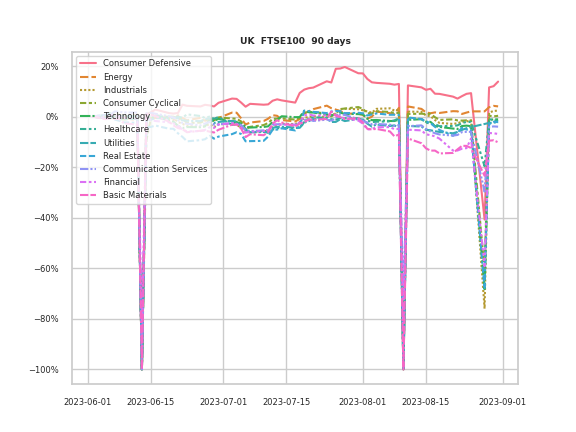 UK  FTSE100  90 days
20%
0%
−20%
−40%
−60%
−80%
−100%
Consumer Defensive
Energy
Industrials
Consumer Cyclical
Technology
Healthcare
Utilities
Real Estate
Communication Services
Financial
Basic Materials
2023-06-01
2023-06-15
2023-07-01
2023-07-15
2023-08-01
2023-08-15
2023-09-01